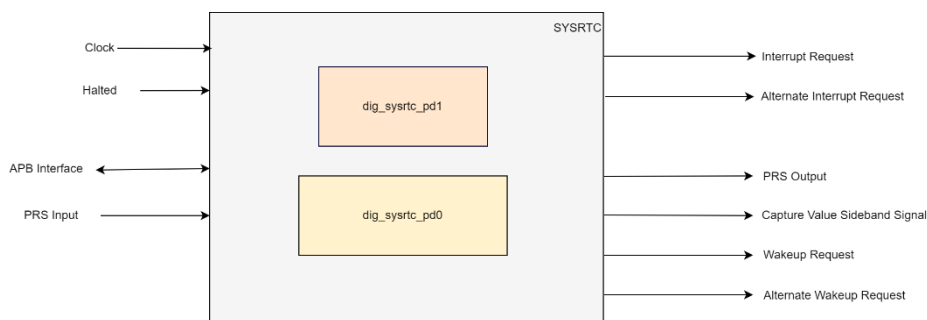 SYSRTC
Clock
Interrupt Request
Halted
Alternate Interrupt Request
dig_sysrtc_pd1
APB Interface
PRS Output
PRS Input
dig_sysrtc_pd0
Capture Value Sideband Signal
Wakeup Request
Alternate Wakeup Request